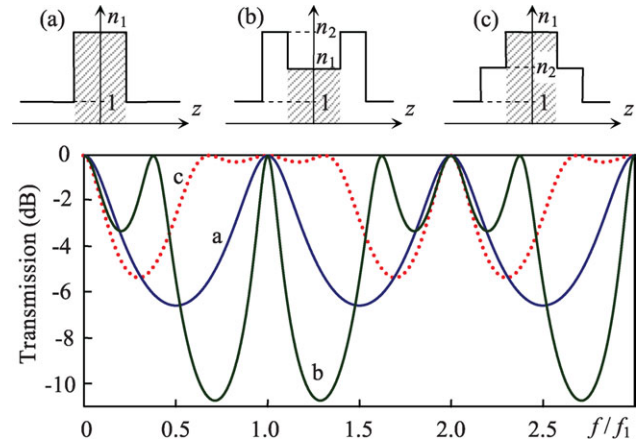 (a) n₁ 1 z
(b) n₂ n₁ 1 z
(c) n₁ n₂ 1 z
Transmission (dB)
0
-2
-4
-6
-8
-10
c
a
b
0 0.5 1.0 1.5 2.0 2.5 f/f₁